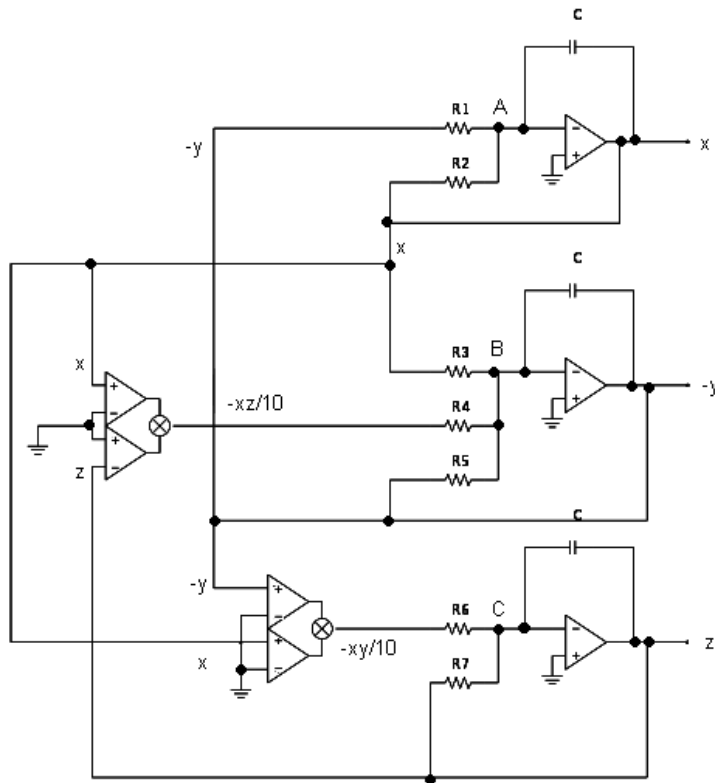 C
R1
A
-y
-
+
x
R2
x
C
R3
B
x
+
-
+
-
-xz/10
-
+
-y
R4
z
R5
C
-y
+
-
+
-
R6
C
-
+
z
x
-xy/10
R7